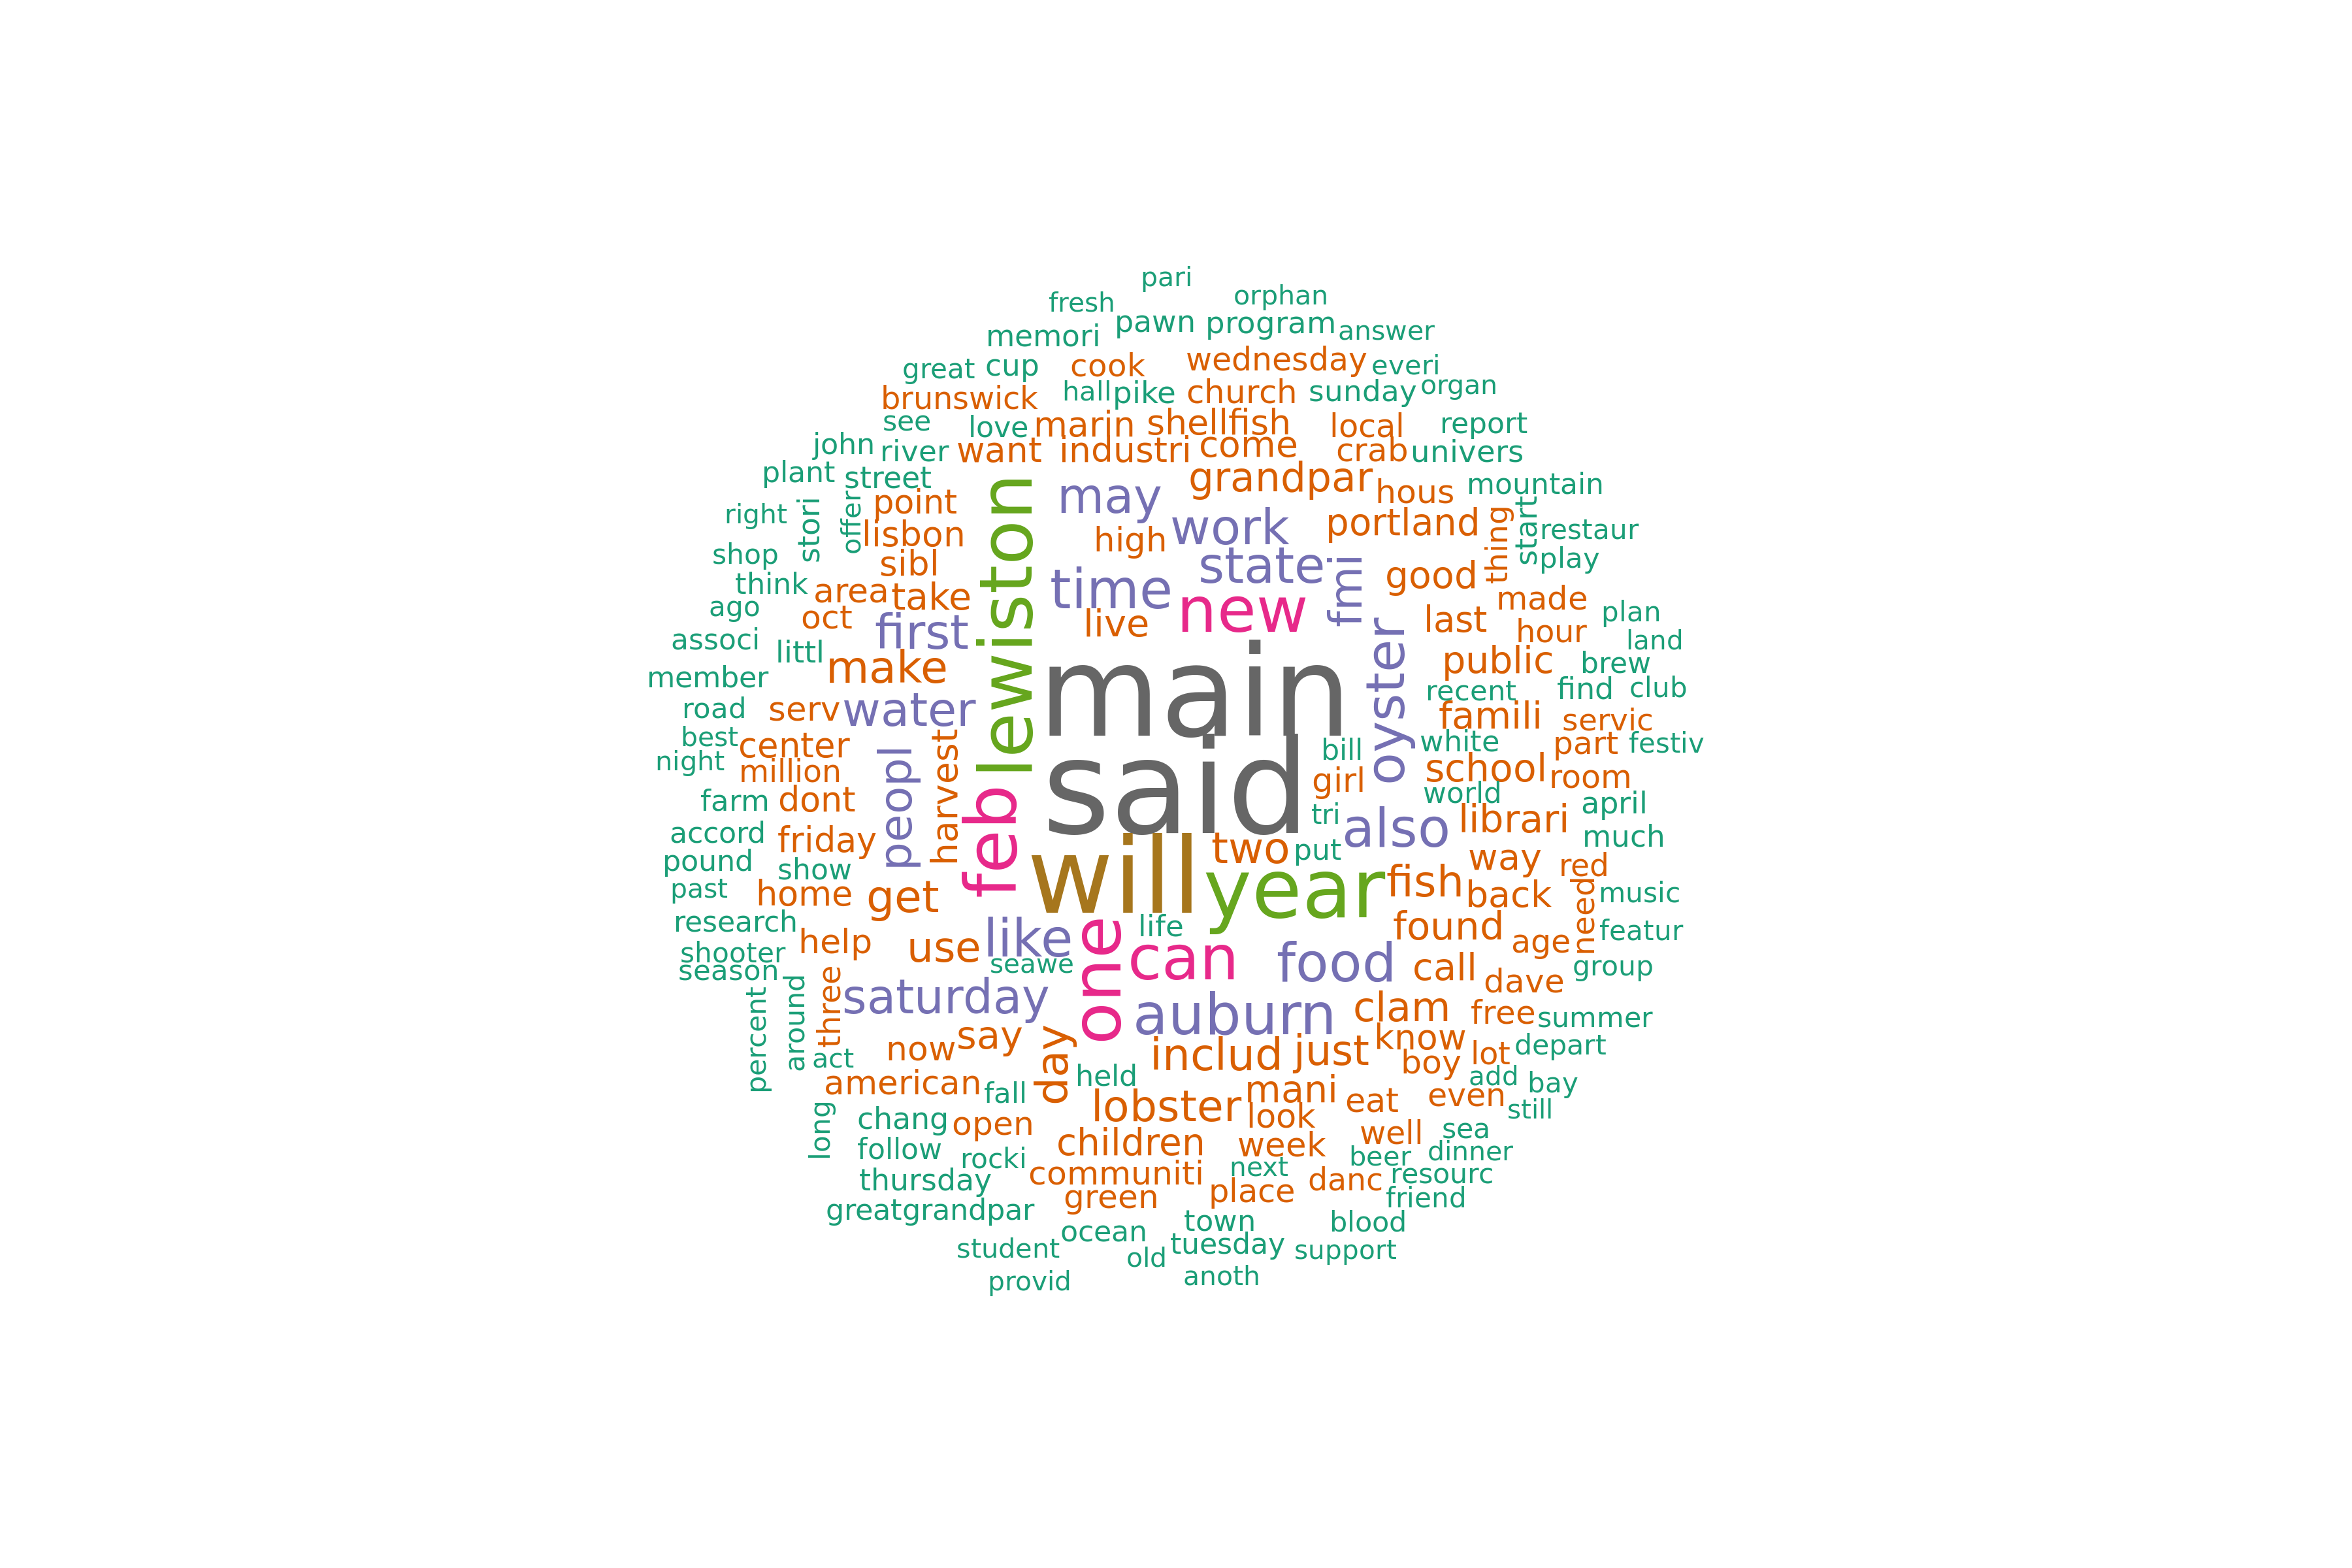 pari
orphan
fresh
pawn program answer
memori
great cup cook wednesday everi
brunswick hall pike church sunday organ
see love marin shellfish local report
john river want industri come crab univers
plant street grandpar hous mountain
right stori offer point lewiston may portland thing start restaur
lisbon high work
shop sibl state fmi play
think area take time good made
ago oct first live new last hour plan
associ littl make main oyster public brew land
member recent find club
road serv water famili servic
best center harvest bill white part festiv
night million peopl said girl school room
farm dont feb tri world april
accord friday will two put also librari much
pound show way red
past home get year fish back need music
research help use like one life can food found age featur
shooter seawe
season call dave group
percent around three saturday auburn clam free summer
act now say day includ just know boy lot depart
american fall held mani eat even add bay
long chang open lobster look well sea still
follow rocki children week beer dinner
thursday communiti next danc resourc
greatgrandpar green place friend
ocean town blood
student old tuesday support
provid anoth